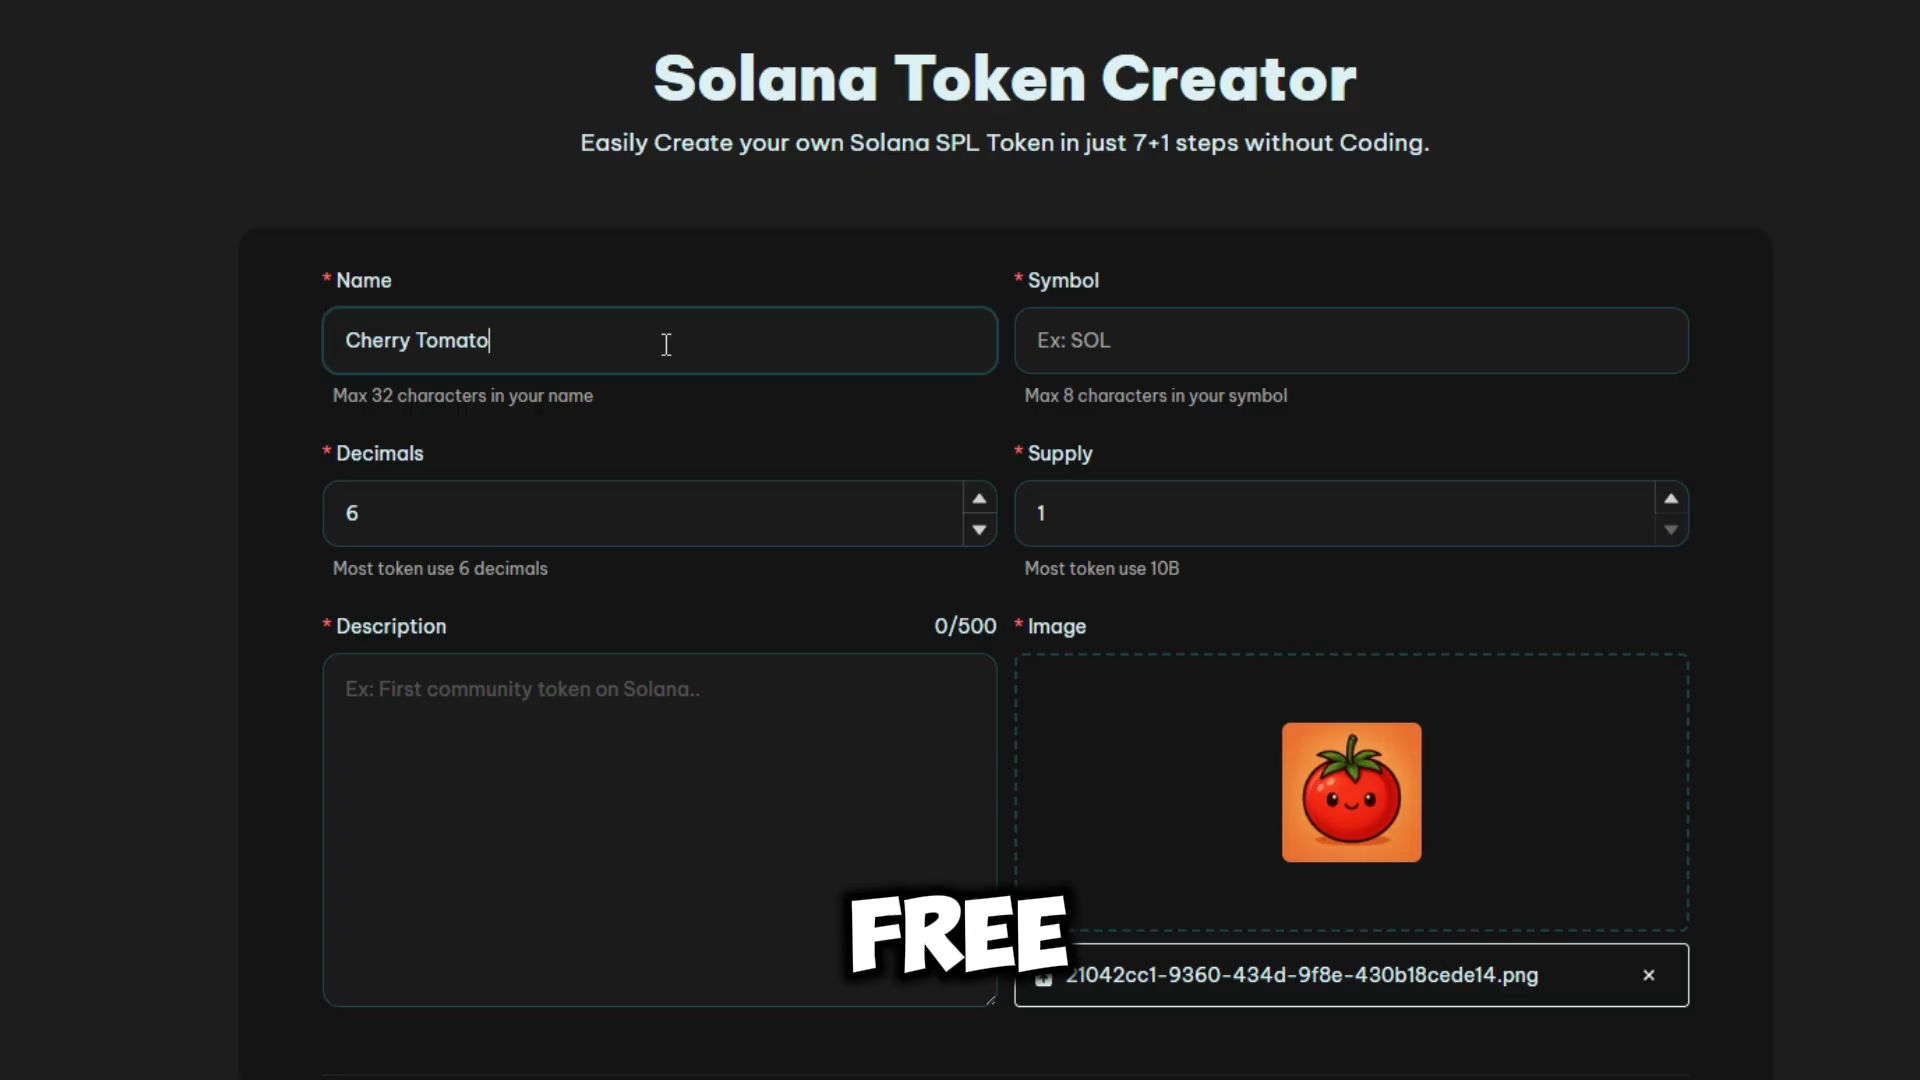 Solana Token Creator
Easily Create your own Solana SPL Token in just 7+1 steps without Coding.
* Name
Cherry Tomato
Max 32 characters in your name
* Symbol
Ex: SOL
Max 8 characters in your symbol
* Decimals
6
Most token use 6 decimals
* Supply
1
Most token use 10B
* Description
0/500
Ex: First community token on Solana..
* Image
FREE
21042cc1-9360-434d-9f8e-430b18cede14.png